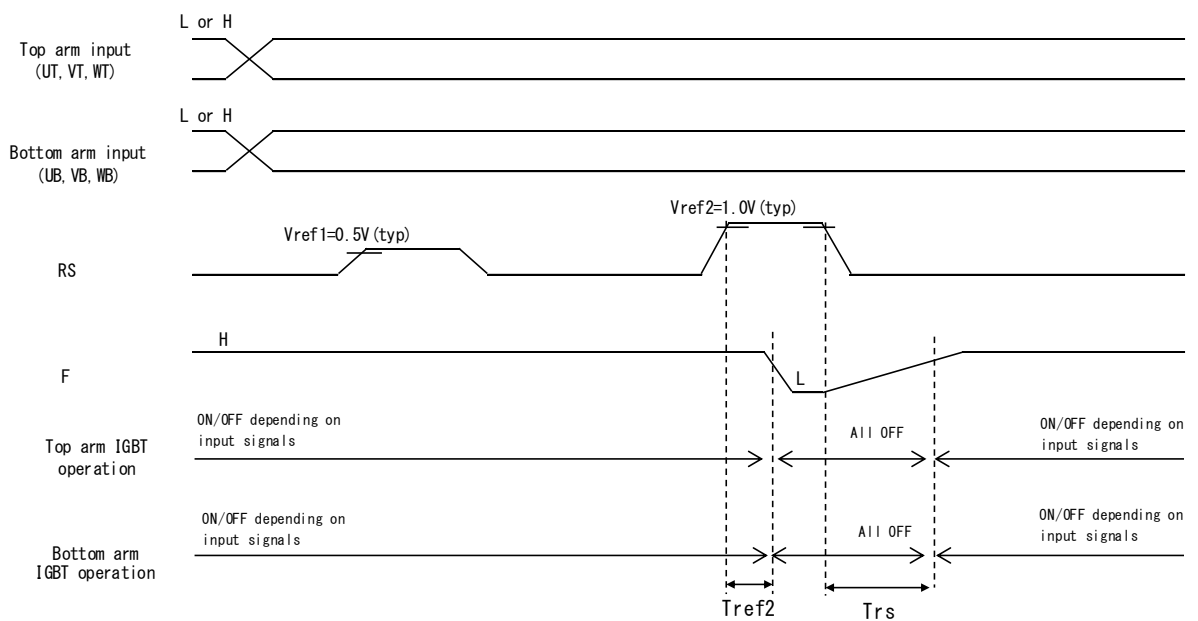 L or H
Top arm input
(UT, VT, WT)
L or H
Bottom arm input
(UB, VB, WB)
Vref2=1.0V(typ)
Vref1=0.5V(typ)
RS
H
F
L
ON/OFF depending on
input signals
All OFF
ON/OFF depending on
input signals
Top arm IGBT
operation
ON/OFF depending on
input signals
All OFF
ON/OFF depending on
input signals
Bottom arm
IGBT operation
Tref2
Trs